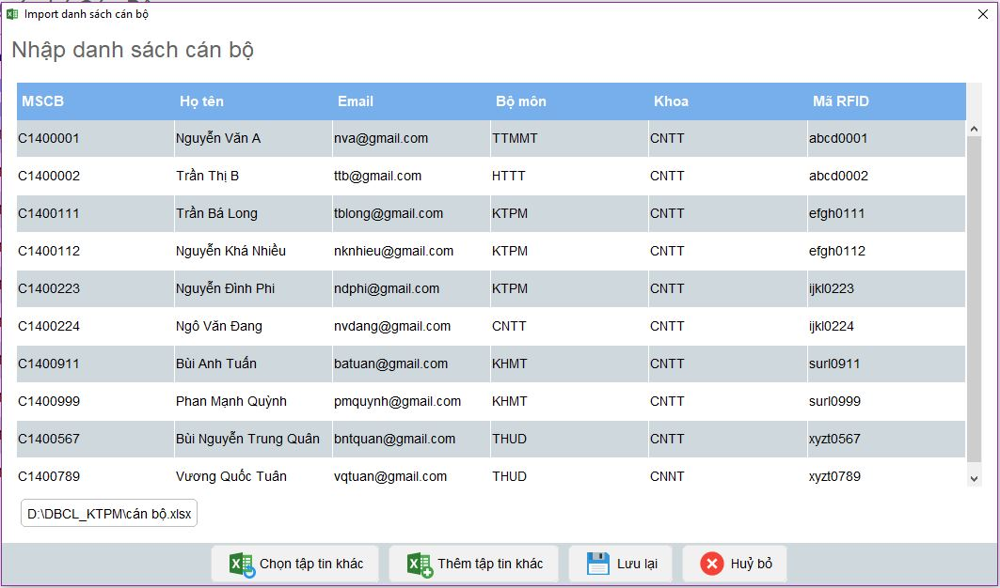 Import danh sách cán bộ
Nhập danh sách cán bộ
MSCB Họ tên Email Bộ môn Khoa Mã RFID
C1400001 Nguyễn Văn A nva@gmail.com TTMMT CNTT abcd0001
C1400002 Trần Thị B ttb@gmail.com HTTT CNTT abcd0002
C1400111 Trần Bá Long tblong@gmail.com KTPM CNTT efgh0111
C1400112 Nguyễn Khá Nhiều nknhieu@gmail.com KTPM CNTT efgh0112
C1400223 Nguyễn Đình Phi ndphi@gmail.com KTPM CNTT ijkl0223
C1400224 Ngô Văn Đang nvdang@gmail.com CNTT CNTT ijkl0224
C1400911 Bùi Anh Tuấn batuan@gmail.com KHMT CNTT surl0911
C1400999 Phan Mạnh Quỳnh pmquynh@gmail.com KHMT CNTT surl0999
C1400567 Bùi Nguyễn Trung Quân bntquan@gmail.com THUD CNTT xyzt0567
C1400789 Vương Quốc Tuân vqtuan@gmail.com THUD CNNT xyzt0789
D:\DBCL_KTPM\cán bộ.xlsx
Chọn tập tin khác Thêm tập tin khác Lưu lại Huỷ bỏ